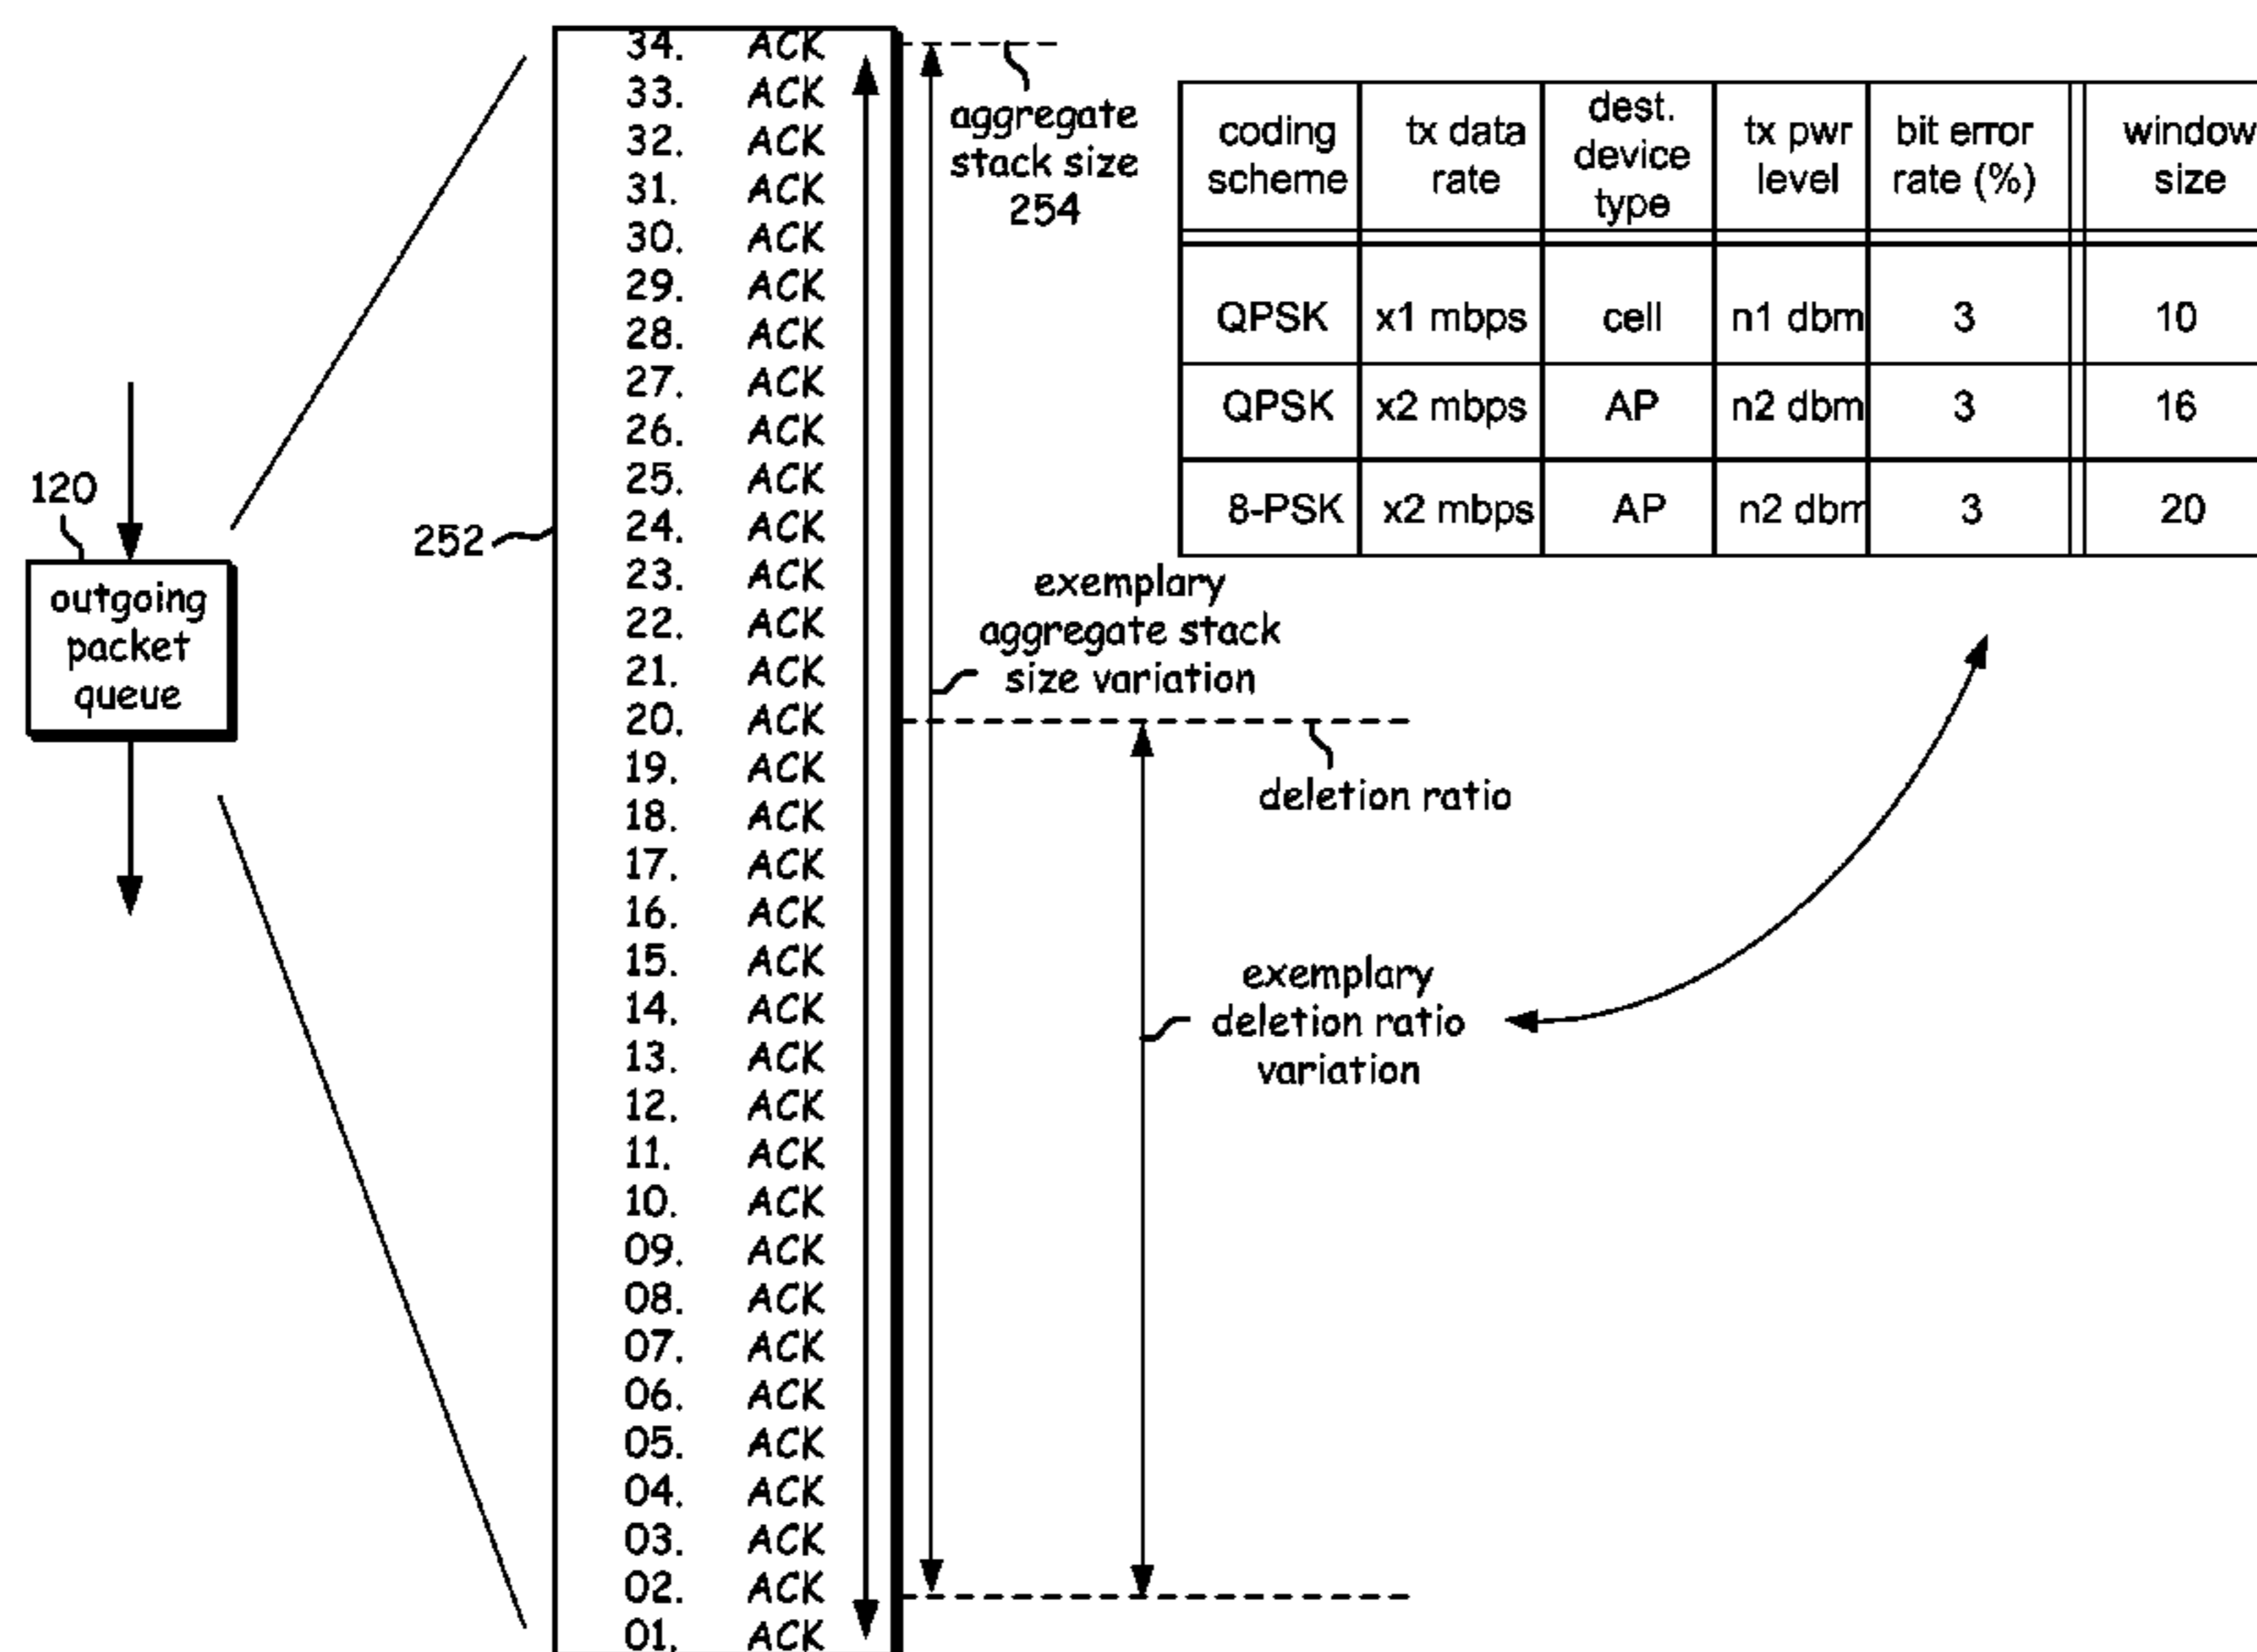 120
outgoing
packet
queue
252
34. ACK
33. ACK
32. ACK
31. ACK
30. ACK
29. ACK
28. ACK
27. ACK
26. ACK
25. ACK
24. ACK
23. ACK
22. ACK
21. ACK
20. ACK
19. ACK
18. ACK
17. ACK
16. ACK
15. ACK
14. ACK
13. ACK
12. ACK
11. ACK
10. ACK
09. ACK
08. ACK
07. ACK
06. ACK
05. ACK
04. ACK
03. ACK
02. ACK
01. ACK
aggregate
stack size
254
exemplary
aggregate stack
size variation
deletion ratio
exemplary
deletion ratio
variation
coding scheme tx data rate dest. device type tx pwr level bit error rate (%) window size
QPSK x1 mbps cell n1 dbm 3 10
QPSK x2 mbps AP n2 dbm 3 16
8-PSK x2 mbps AP n2 dbm 3 20